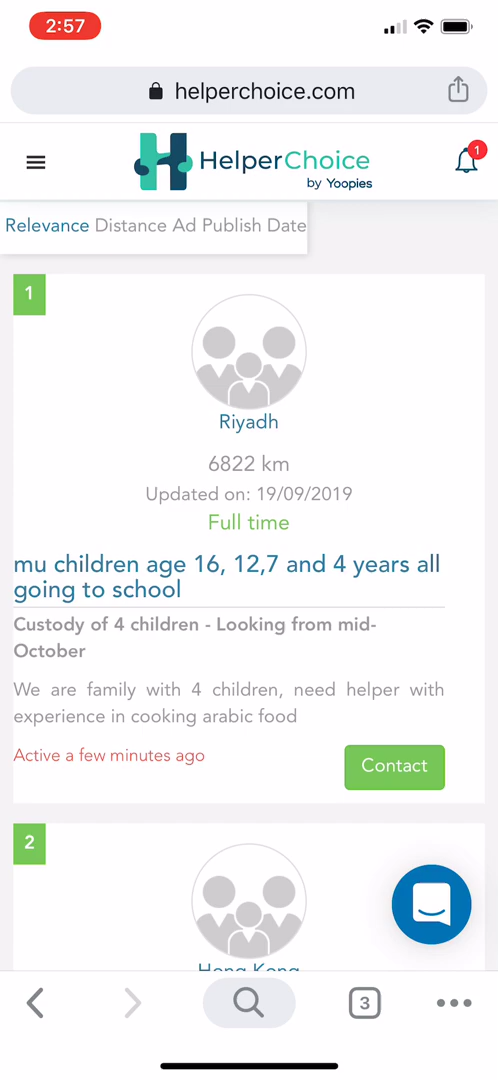 2:57
helperchoice.com
HelperChoice
by Yoopies
1
Relevance Distance Ad Publish Date
1
Riyadh
6822 km
Updated on: 19/09/2019
Full time
mu children age 16, 12,7 and 4 years all
going to school
Custody of 4 children - Looking from mid-
October
We are family with 4 children, need helper with
experience in cooking arabic food
Active a few minutes ago
Contact
2
Hong Kong
3